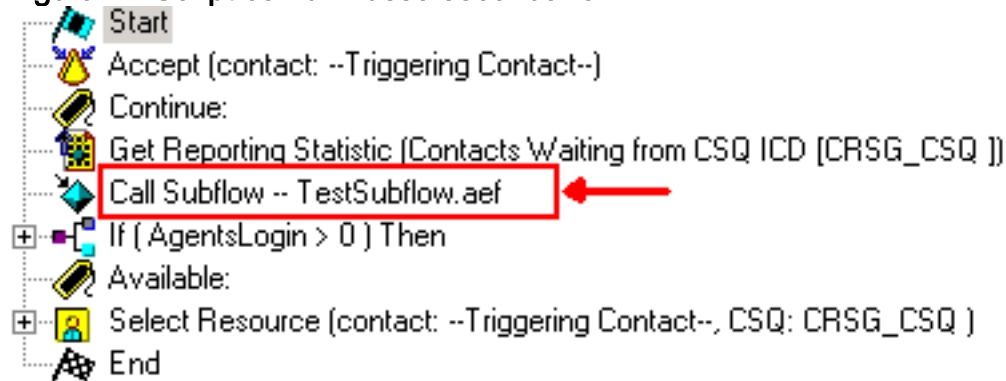 Start
Accept (contact: --Triggering Contact--)
Continue:
Get Reporting Statistic (Contacts Waiting from CSQ ICD [CRSG_CSQ ])
Call Subflow -- TestSubflow.aef
If ( AgentsLogin > 0 ) Then
Available:
Select Resource (contact: --Triggering Contact--, CSQ: CRSG_CSQ )
End